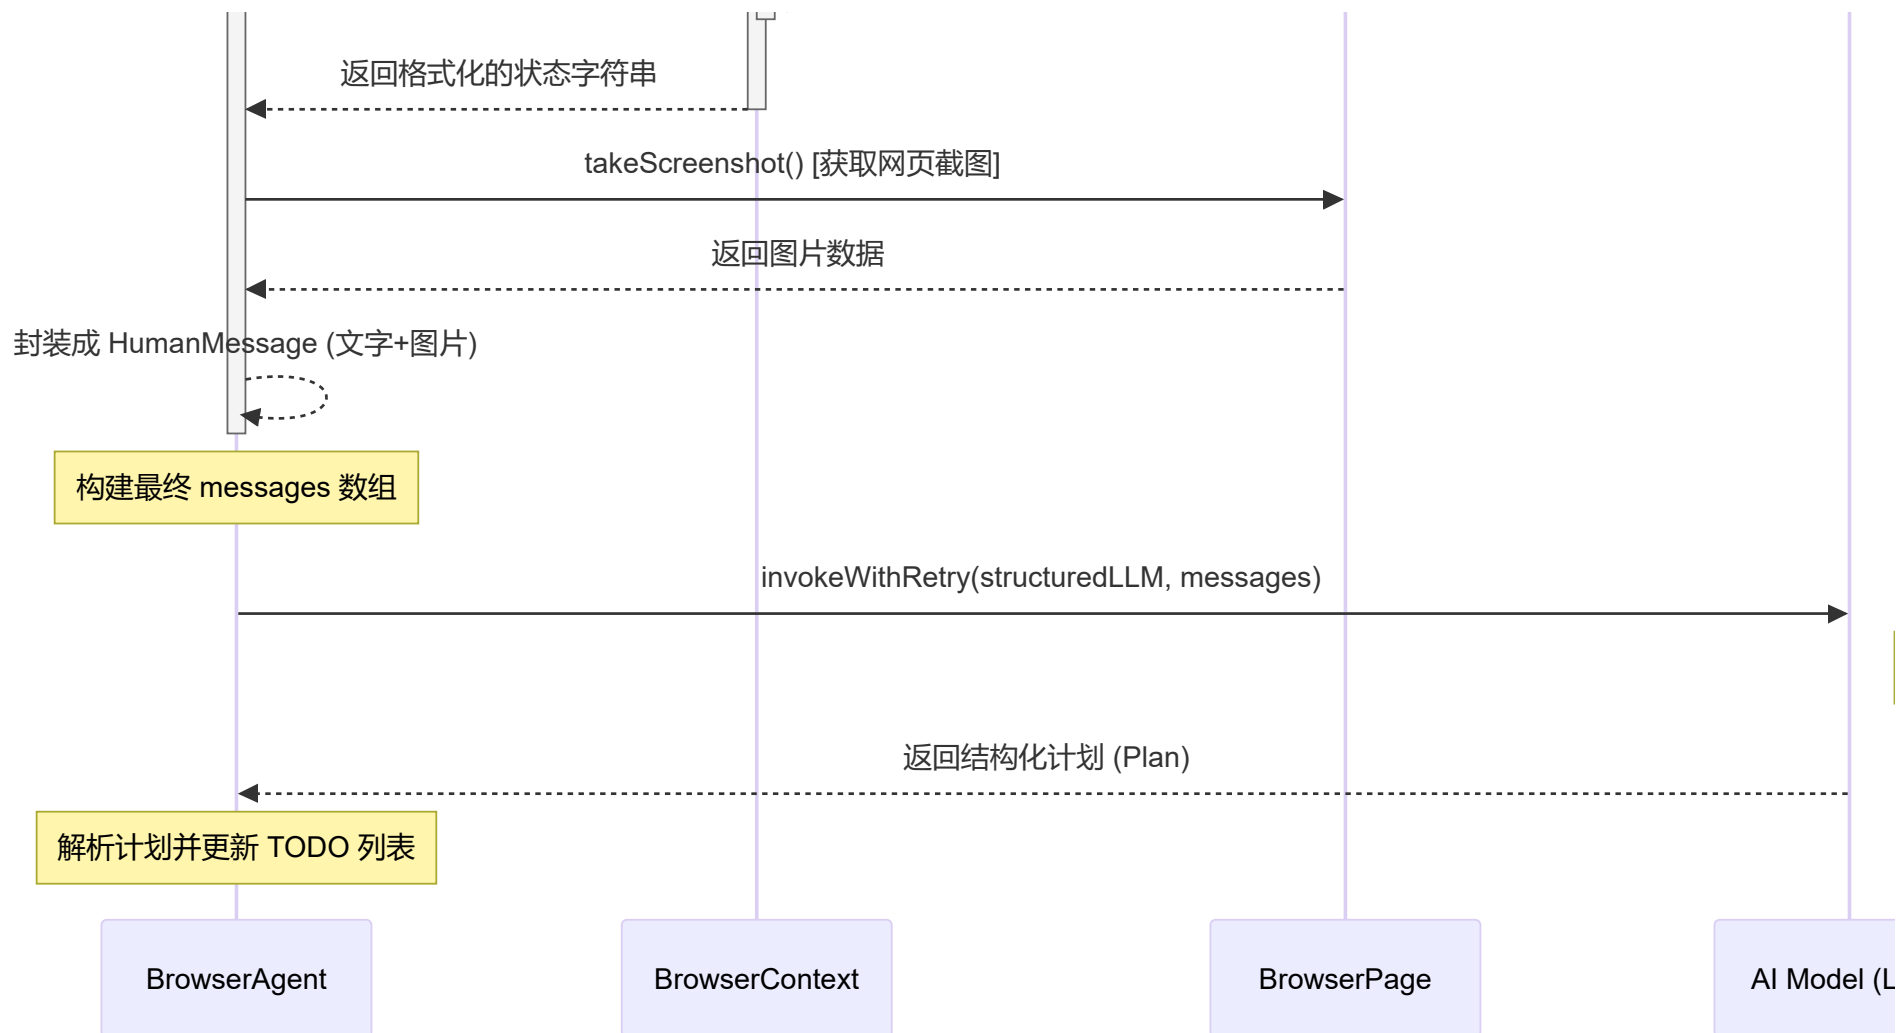 返回格式化的状态字符串
takeScreenshot() [获取网页截图]
返回图片数据
封装成 HumanMessage (文字+图片)
构建最终 messages 数组
invokeWithRetry(structuredLLM, messages)
返回结构化计划 (Plan)
解析计划并更新 TODO 列表
BrowserAgent
BrowserContext
BrowserPage
AI Model (L